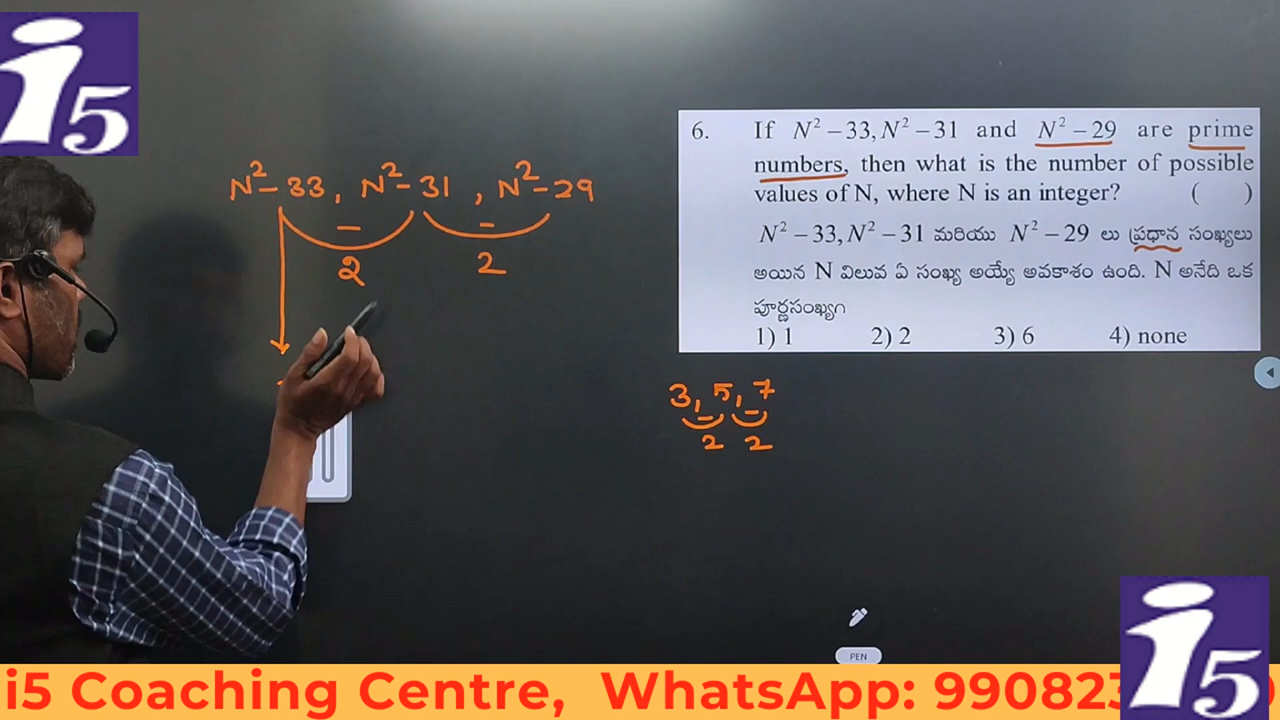 i5
N²-33, N²-31, N²-29
- -
2 2
6. If N² – 33, N² – 31 and N² – 29 are prime
numbers, then what is the number of possible
values of N, where N is an integer? ( )
N² – 33, N² – 31 మరియు N² – 29 లు ప్రధాన సంఖ్యలు
అయిన N విలువ ఏ సంఖ్య అయ్యే అవకాశం ఉంది. N అనేది ఒక
పూర్ణసంఖ్యగ
1) 1 2) 2 3) 6 4) none
3, 5, 7
- -
2 2
PEN
i5
i5 Coaching Centre, WhatsApp: 99082